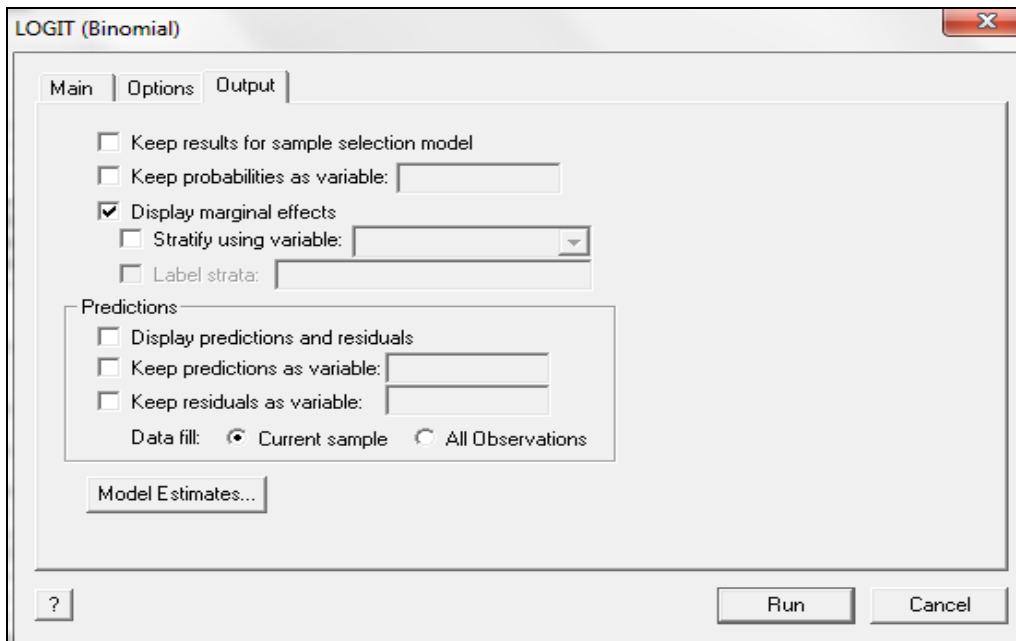 LOGIT (Binomial)
Main Options Output
Keep results for sample selection model
Keep probabilities as variable:
Display marginal effects
Stratify using variable:
Label strata:
Predictions
Display predictions and residuals
Keep predictions as variable:
Keep residuals as variable:
Data fill: Current sample All Observations
Model Estimates...
? Run Cancel